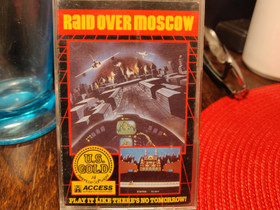 RAID OVER MOSCOW
U.S.
GOLD
ACCESS
PLAY IT LIKE THERE'S NO TOMORROW!